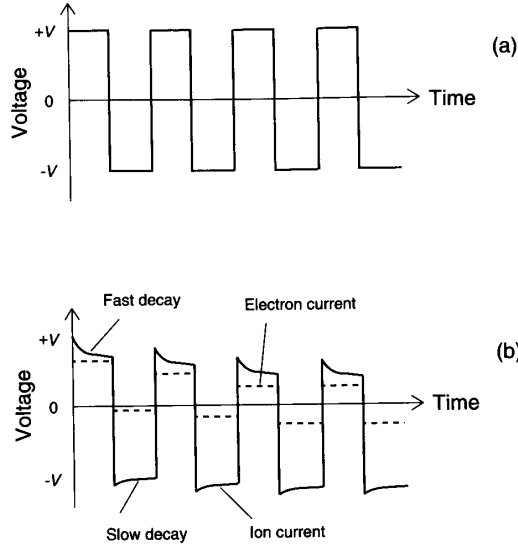 +V
(a)
Voltage
0
Time
-V
Fast decay
Electron current
+V
(b)
Voltage
0
Time
-V
Slow decay
Ion current